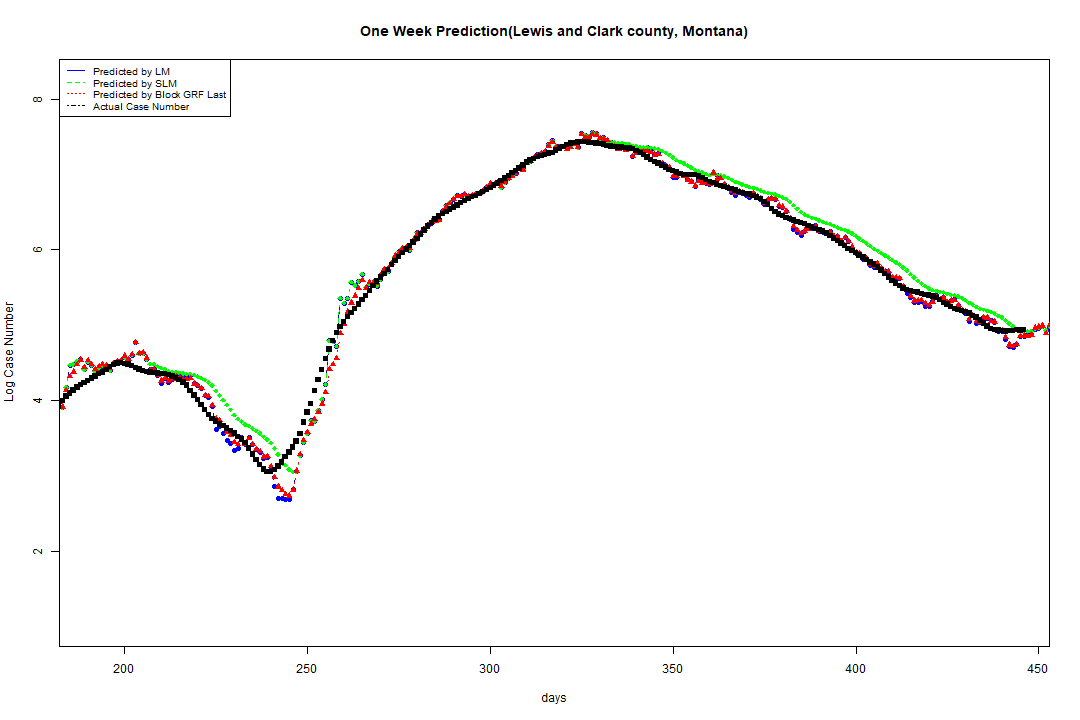 One Week Prediction(Lewis and Clark county, Montana)
Predicted by LM
Predicted by SLM
Predicted by Block GRF Last
Actual Case Number
8
6
4
2
Log Case Number
200
250
300
350
400
450
days